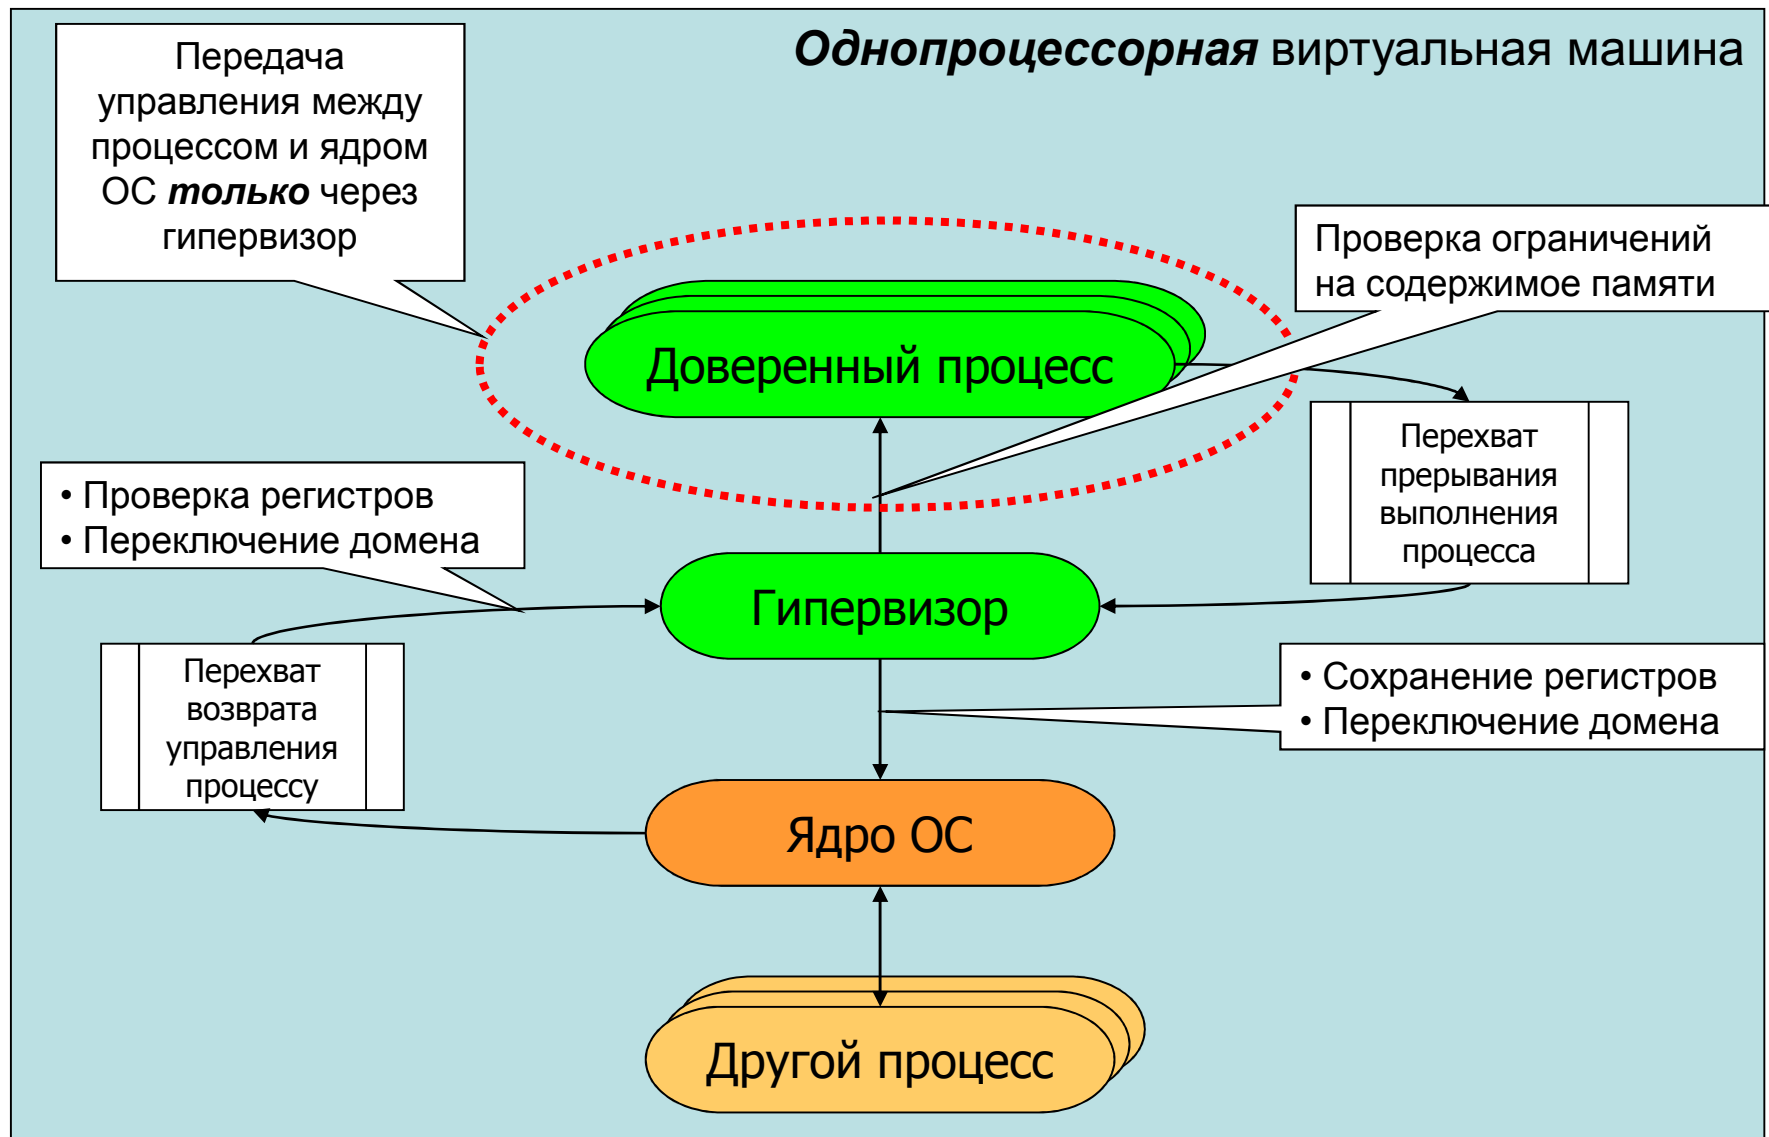 Однопроцессорная виртуальная машина
Передача
управления между
процессом и ядром
ОС только через
гипервизор
Проверка ограничений
на содержимое памяти
Доверенный процесс
Перехват
прерывания
выполнения
процесса
• Проверка регистров
• Переключение домена
Гипервизор
Перехват
возврата
управления
процессу
• Сохранение регистров
• Переключение домена
Ядро ОС
Другой процесс